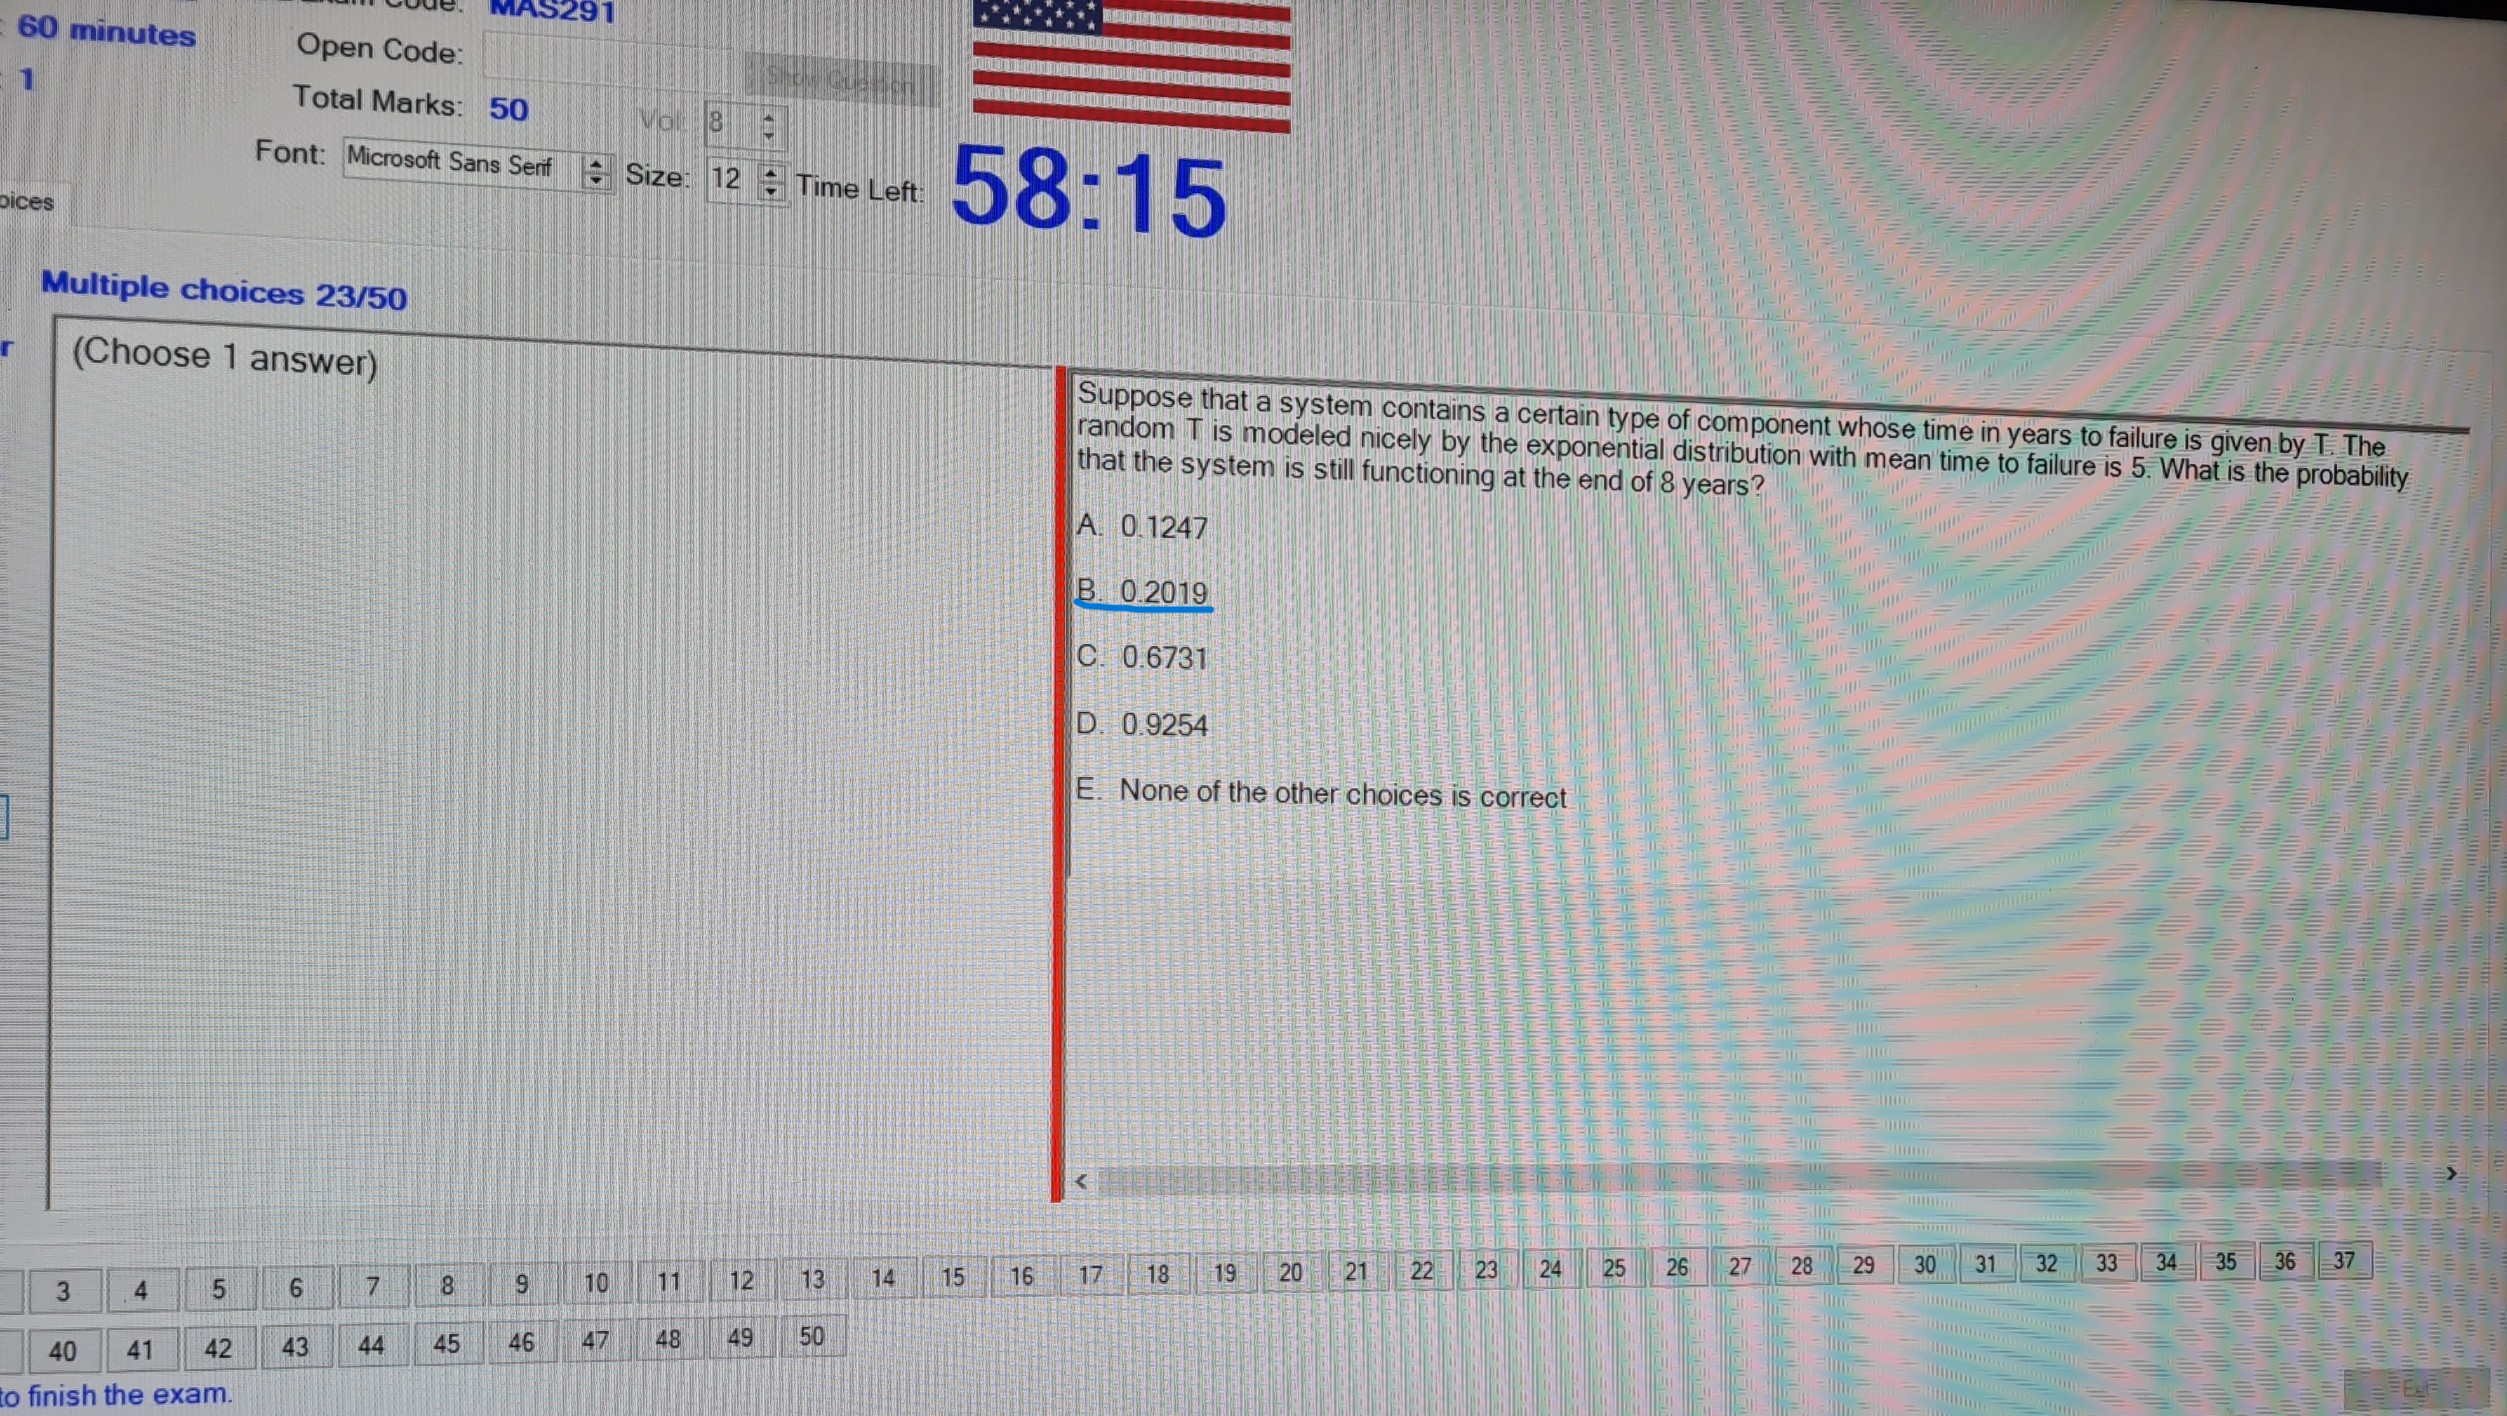 60 minutes
MAS291
Open Code:
Show Question
1
Total Marks: 50
Vol 8
Font: Microsoft Sans Serif Size: 12 Time Left: 58:15
oices
Multiple choices 23/50
r
(Choose 1 answer)
Suppose that a system contains a certain type of component whose time in years to failure is given by T. The
random T is modeled nicely by the exponential distribution with mean time to failure is 5. What is the probability
that the system is still functioning at the end of 8 years?
A. 0.1247
B. 0.2019
C. 0.6731
D. 0.9254
E. None of the other choices is correct
3 4 5 6 7 8 9 10 11 12 13 14 15 16 17 18 19 20 21 22 23 24 25 26 27 28 29 30 31 32 33 34 35 36 37
40 41 42 43 44 45 46 47 48 49 50
to finish the exam.